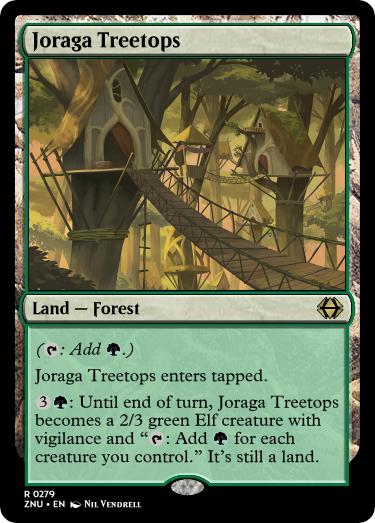 Joraga Treetops
Land — Forest
(: Add .)
Joraga Treetops enters tapped.
3 : Until end of turn, Joraga Treetops
becomes a 2/3 green Elf creature with
vigilance and “: Add for each
creature you control.” It's still a land.
R 0279
ZNU • EN Nil Vendrell